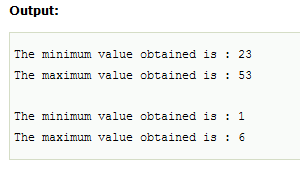 Output:
The minimum value obtained is : 23
The maximum value obtained is : 53
The minimum value obtained is : 1
The maximum value obtained is : 6